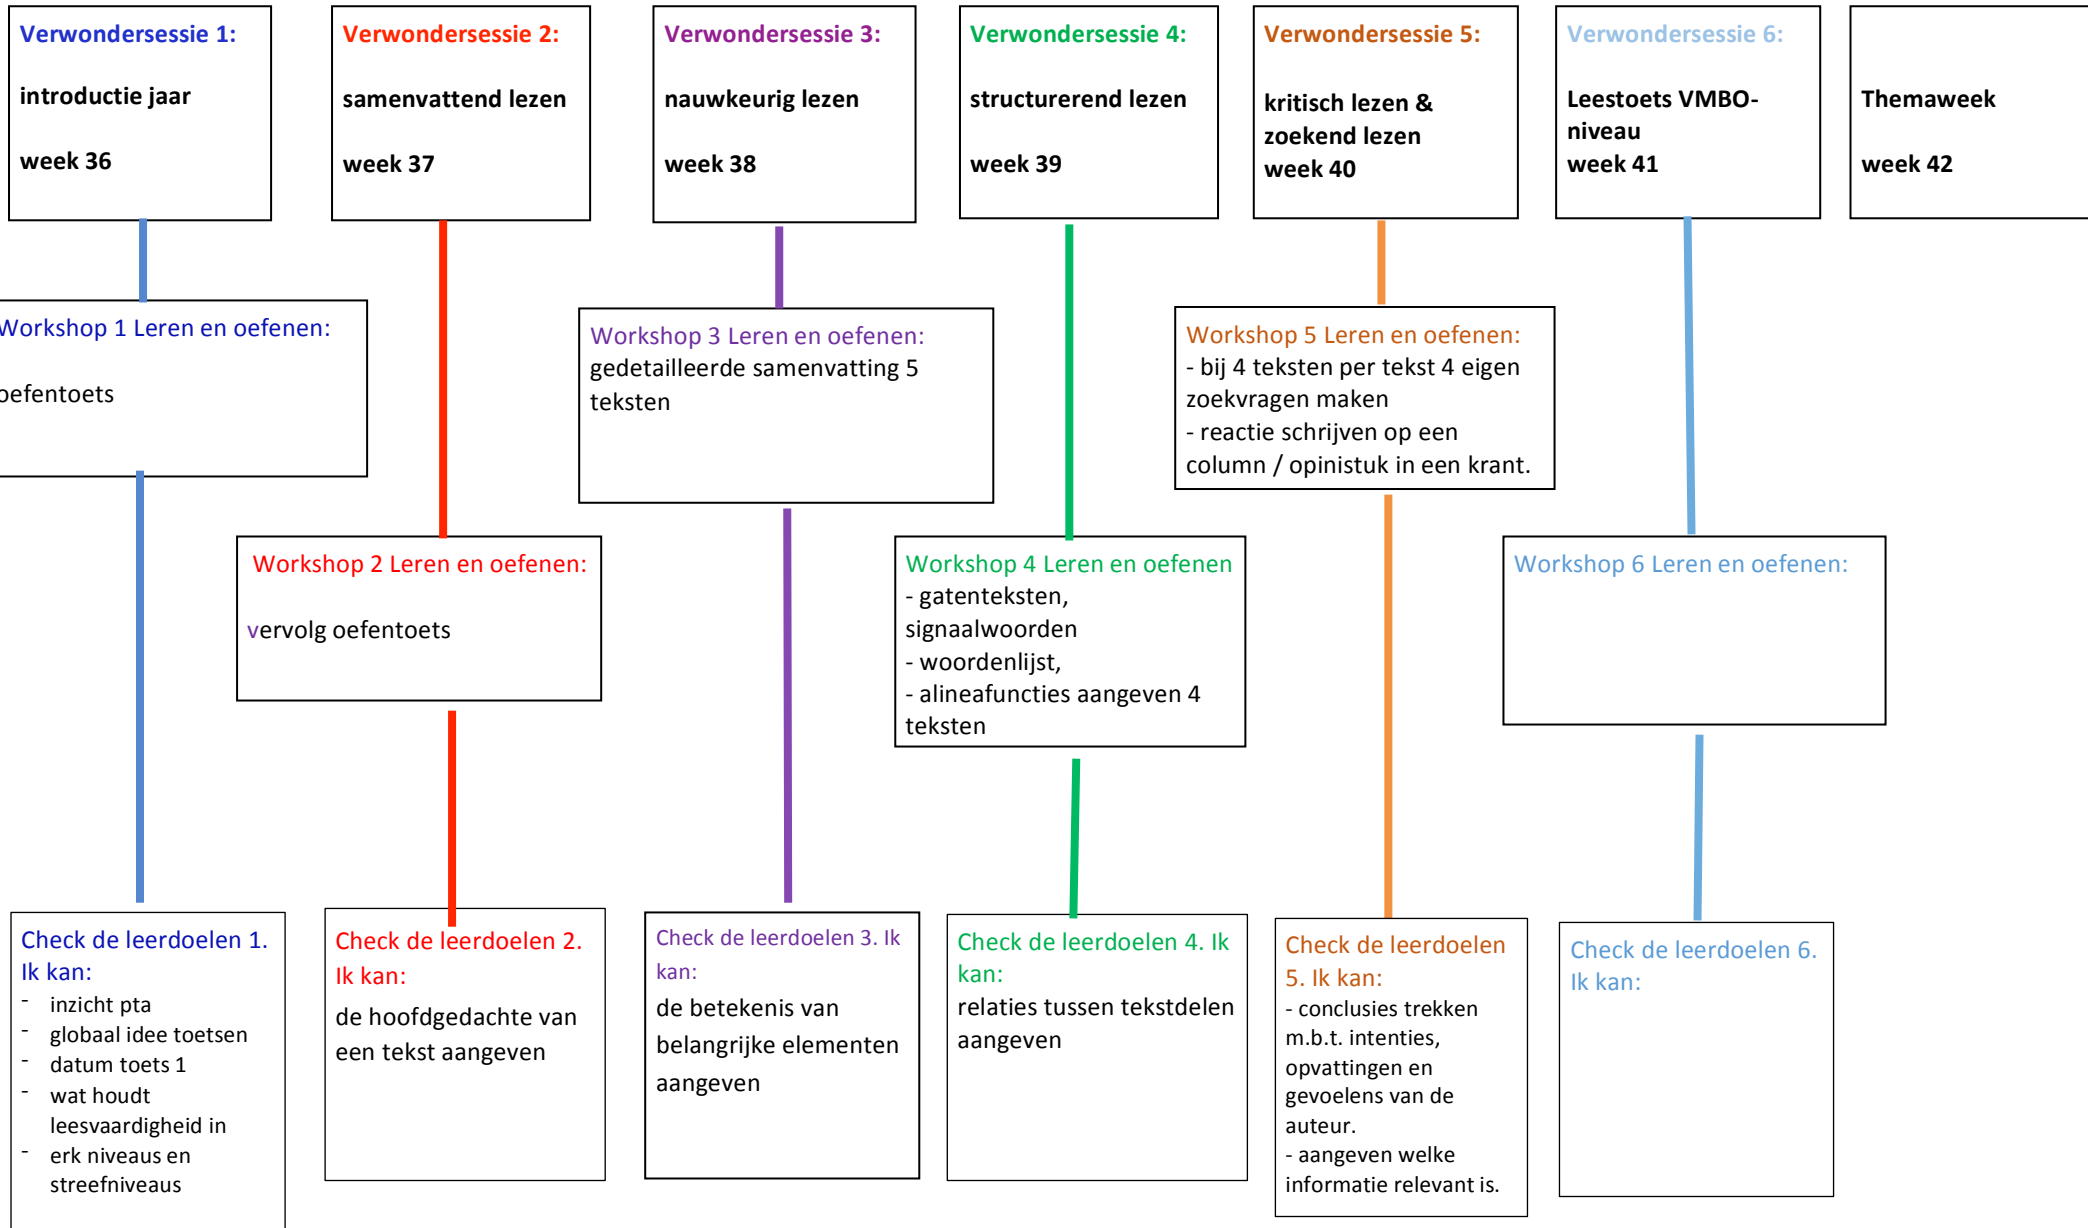 Verwondersessie 1:
introductie jaar
week 36
Verwondersessie 2:
samenvattend lezen
week 37
Verwondersessie 3:
nauwkeurig lezen
week 38
Verwondersessie 4:
structurerend lezen
week 39
Verwondersessie 5:
kritisch lezen &
zoekend lezen
week 40
Verwondersessie 6:
Leestoets VMBO-
niveau
week 41
Themaweek
week 42
Workshop 1 Leren en oefenen:
oefentoets
Workshop 3 Leren en oefenen:
gedetailleerde samenvatting 5
teksten
Workshop 5 Leren en oefenen:
- bij 4 teksten per tekst 4 eigen
zoekvragen maken
- reactie schrijven op een
column / opinistuk in een krant.
Workshop 2 Leren en oefenen:
vervolg oefentoets
Workshop 4 Leren en oefenen
- gatenteksten,
signaalwoorden
- woordenlijst,
- alineafuncties aangeven 4
teksten
Workshop 6 Leren en oefenen:
Check de leerdoelen 1.
Ik kan:
- inzicht pta
- globaal idee toetsen
- datum toets 1
- wat houdt
leesvaardigheid in
- erk niveaus en
streefniveaus
Check de leerdoelen 2.
Ik kan:
de hoofdgedachte van
een tekst aangeven
Check de leerdoelen 3. Ik
kan:
de betekenis van
belangrijke elementen
aangeven
Check de leerdoelen 4. Ik
kan:
relaties tussen tekstdelen
aangeven
Check de leerdoelen
5. Ik kan:
- conclusies trekken
m.b.t. intenties,
opvattingen en
gevoelens van de
auteur.
- aangeven welke
informatie relevant is.
Check de leerdoelen 6.
Ik kan: